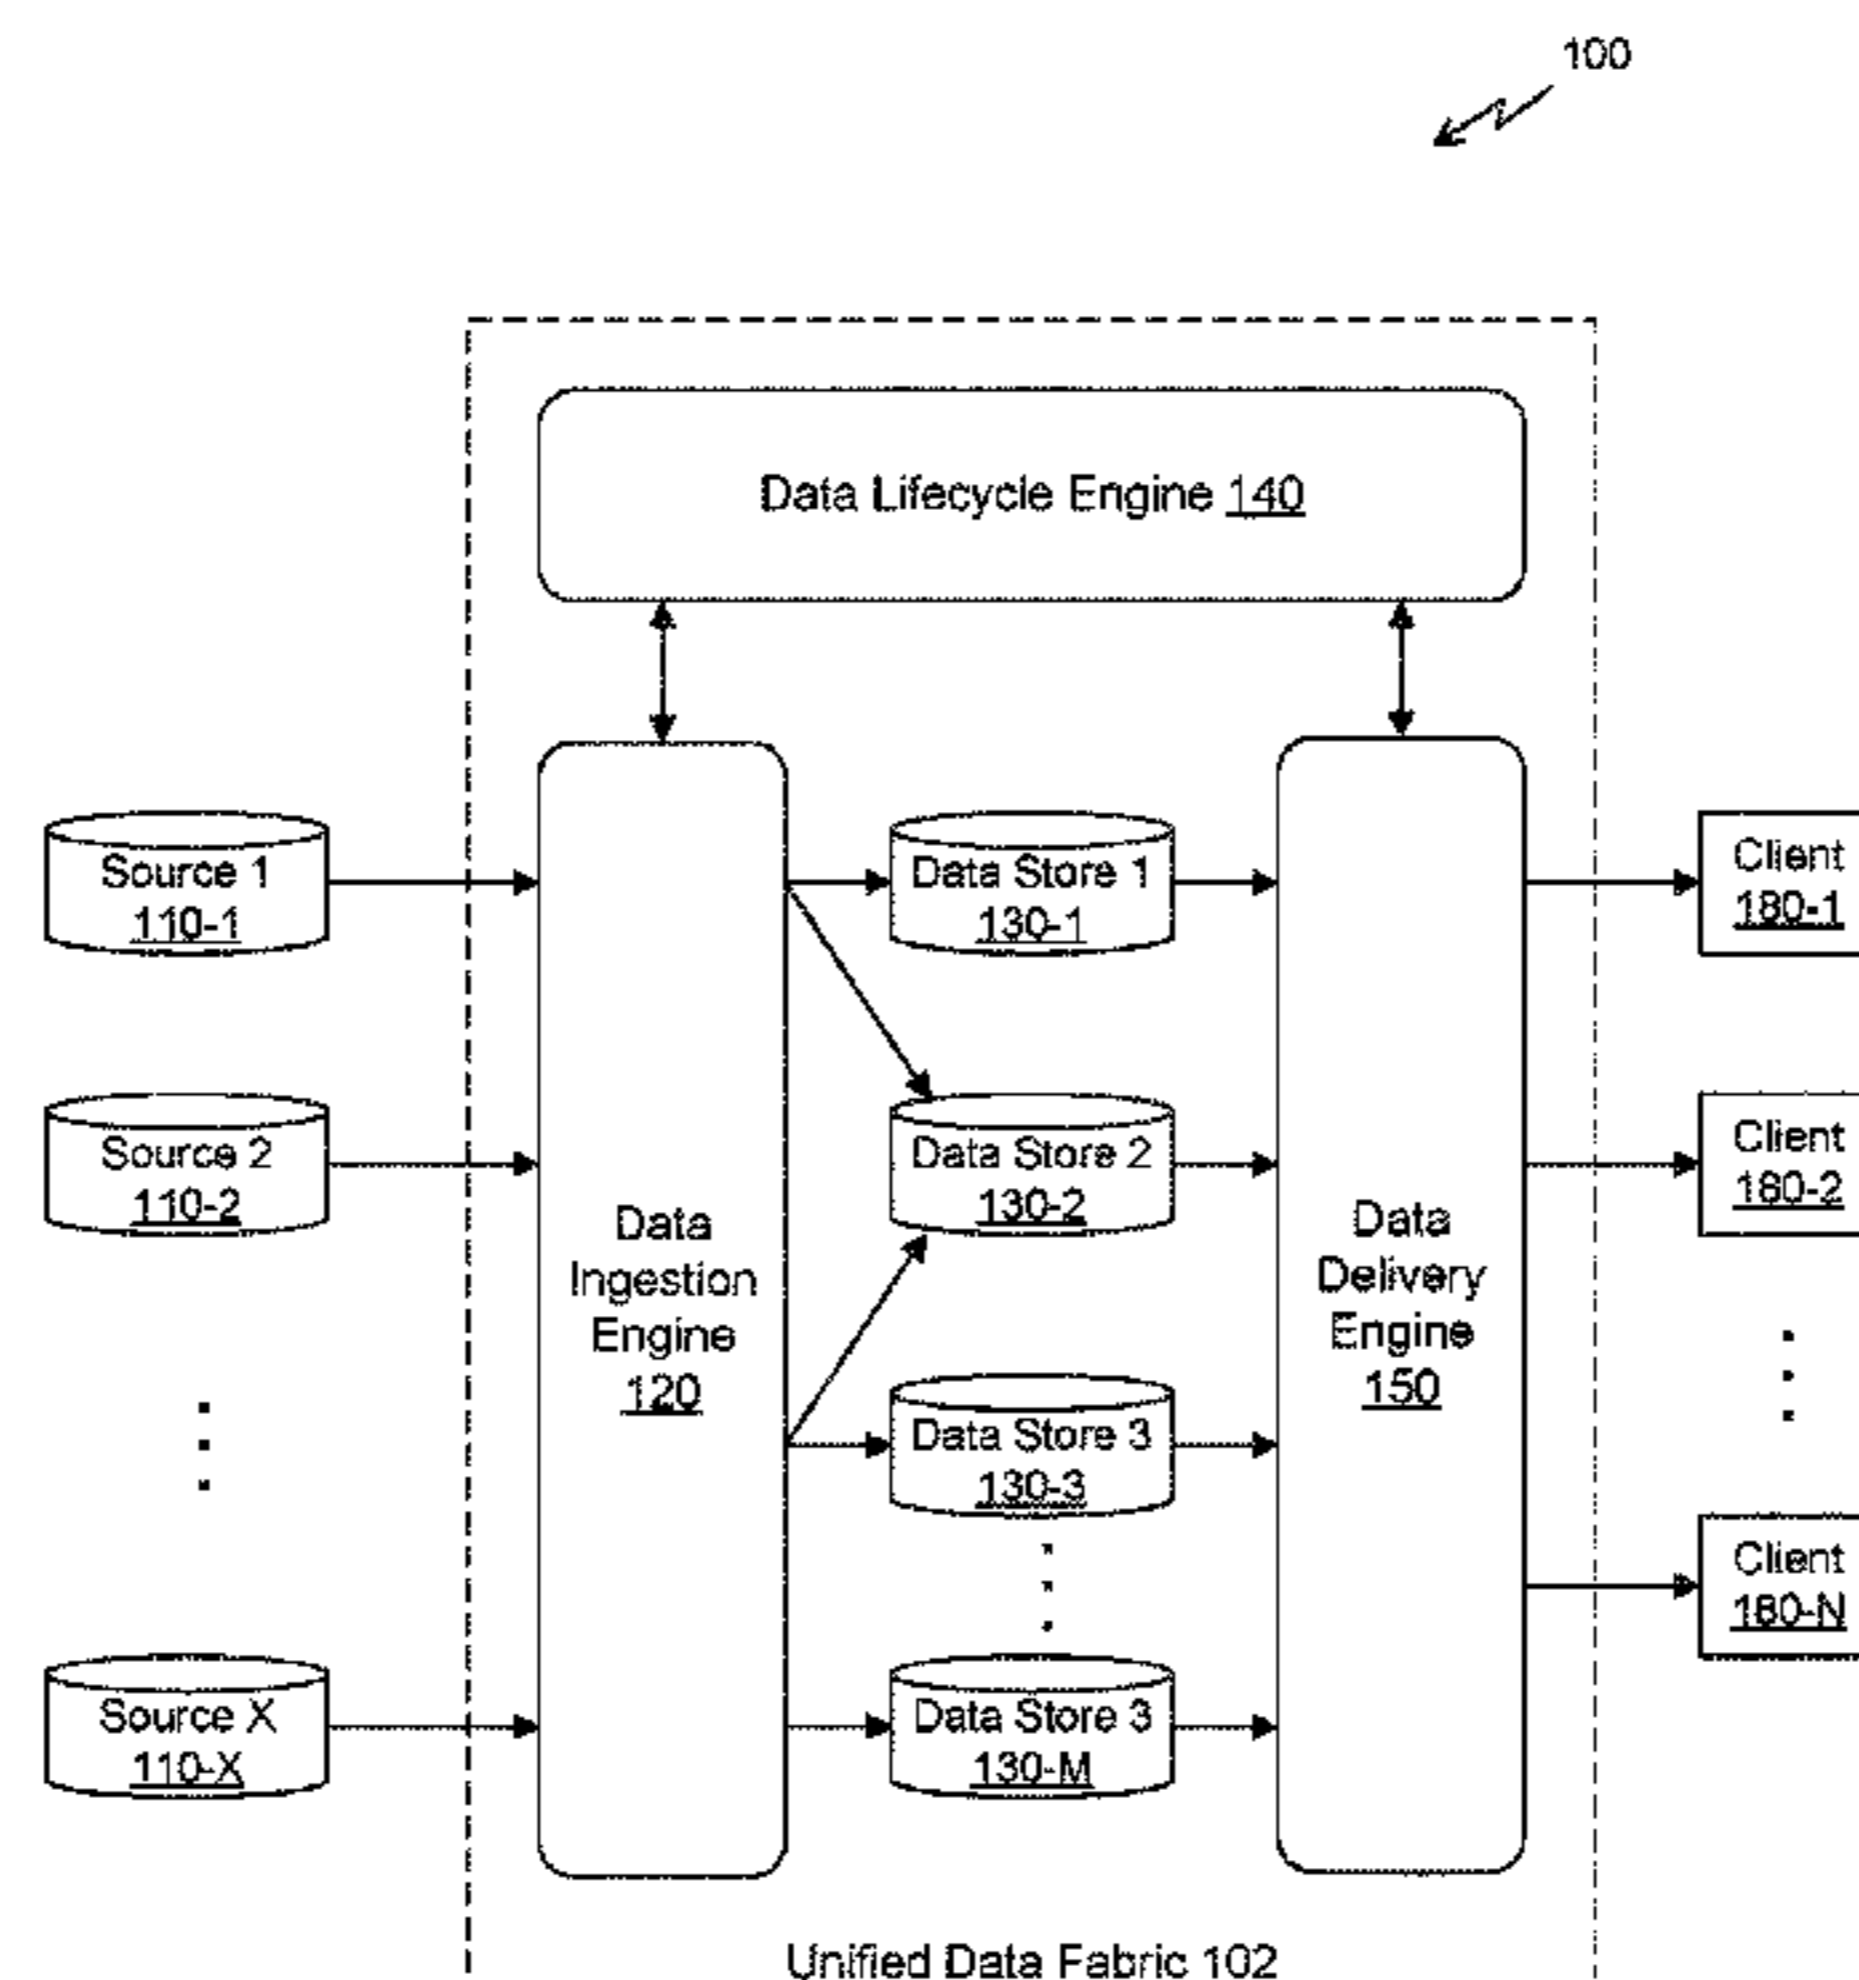 100
Data Lifecycle Engine 140
Source 1
110-1
Data Store 1
130-1
Client
180-1
Source 2
110-2
Data Store 2
130-2
Client
180-2
Data
Ingestion
Engine
120
Data
Delivery
Engine
150
Data Store 3
130-3
Client
180-N
Source X
110-X
Data Store 3
130-M
Unified Data Fabric 102